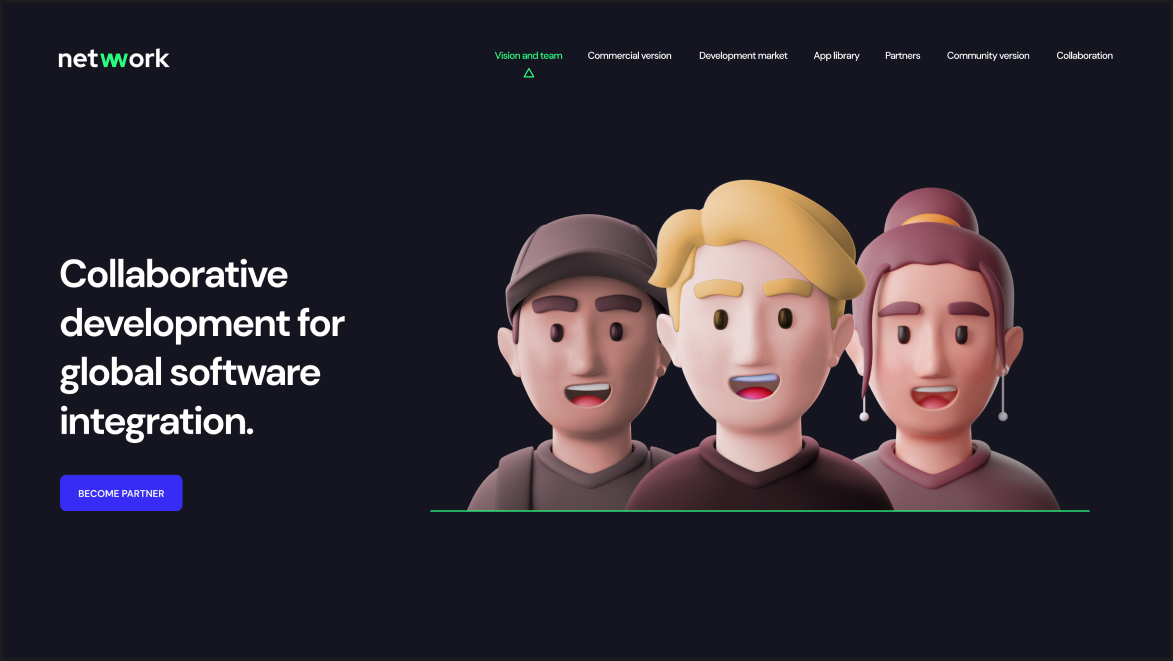 netwwork
Vision and team
Commercial version
Development market
App library
Partners
Community version
Collaboration
Collaborative
development for
global software
integration.
BECOME PARTNER